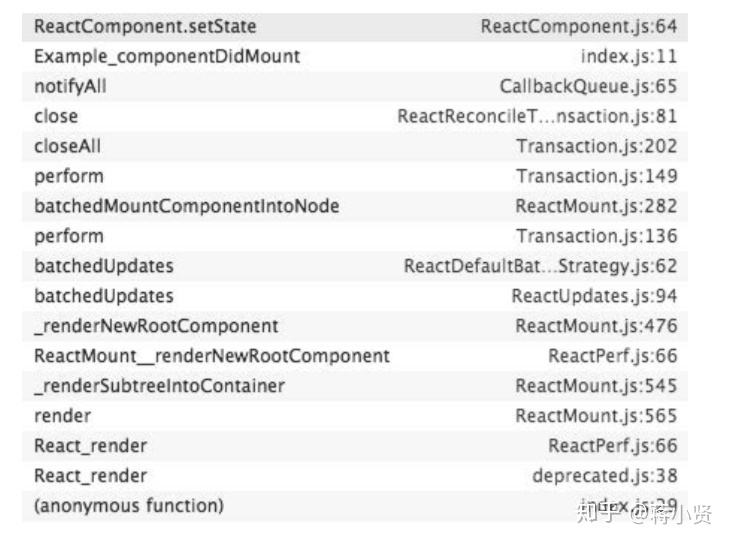 ReactComponent.setState ReactComponent.js:64
Example_componentDidMount index.js:11
notifyAll CallbackQueue.js:65
close ReactReconcileT...nsaction.js:81
closeAll Transaction.js:202
perform Transaction.js:149
batchedMountComponentIntoNode ReactMount.js:282
perform Transaction.js:136
batchedUpdates ReactDefaultBat...Strategy.js:62
batchedUpdates ReactUpdates.js:94
_renderNewRootComponent ReactMount.js:476
ReactMount__renderNewRootComponent ReactPerf.js:66
_renderSubtreeIntoContainer ReactMount.js:545
render ReactMount.js:565
React_render ReactPerf.js:66
React_render deprecated.js:38
(anonymous function) index.js:29
知乎 @蒋小贤